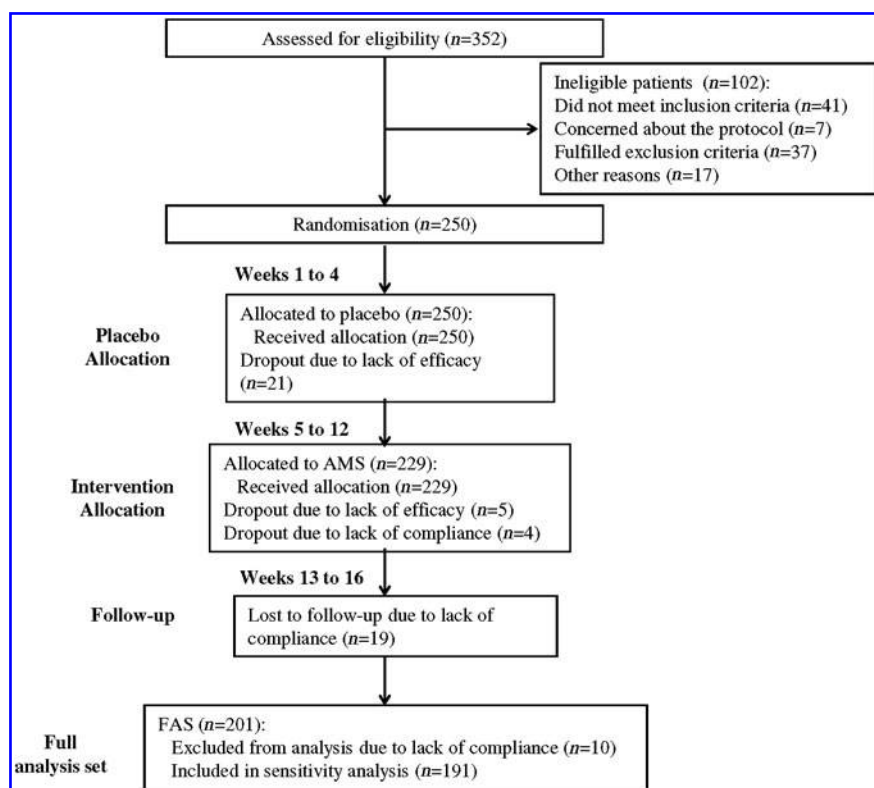 Assessed for eligibility (n=352)
Ineligible patients (n=102):
Did not meet inclusion criteria (n=41)
Concerned about the protocol (n=7)
Fulfilled exclusion criteria (n=37)
Other reasons (n=17)
Randomisation (n=250)
Weeks 1 to 4
Placebo
Allocation
Allocated to placebo (n=250):
Received allocation (n=250)
Dropout due to lack of efficacy
(n=21)
Weeks 5 to 12
Intervention
Allocation
Allocated to AMS (n=229):
Received allocation (n=229)
Dropout due to lack of efficacy (n=5)
Dropout due to lack of compliance (n=4)
Weeks 13 to 16
Follow-up
Lost to follow-up due to lack of
compliance (n=19)
Full
analysis set
FAS (n=201):
Excluded from analysis due to lack of compliance (n=10)
Included in sensitivity analysis (n=191)